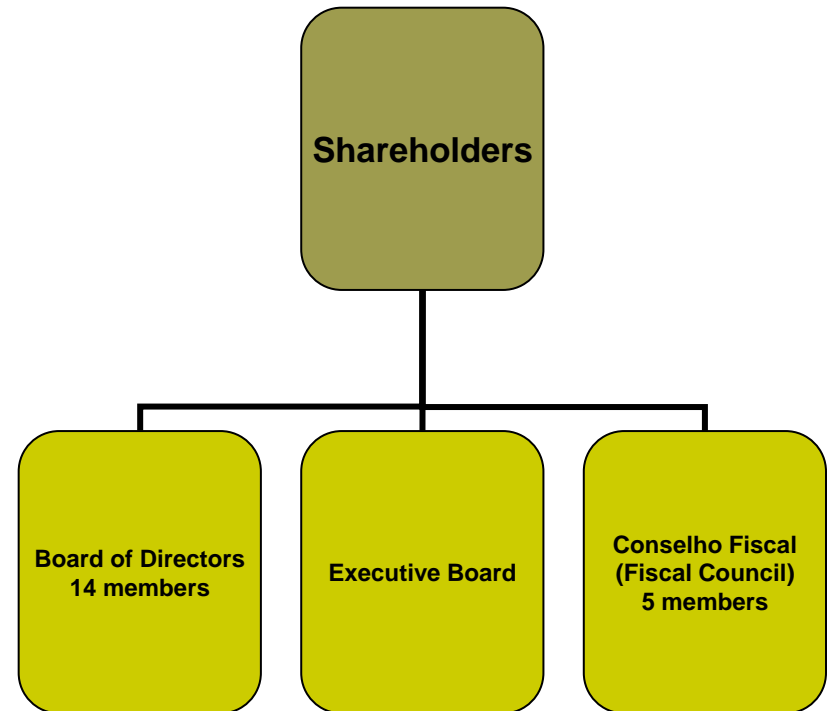 Shareholders
Board of Directors
14 members
Executive Board
Conselho Fiscal
(Fiscal Council)
5 members